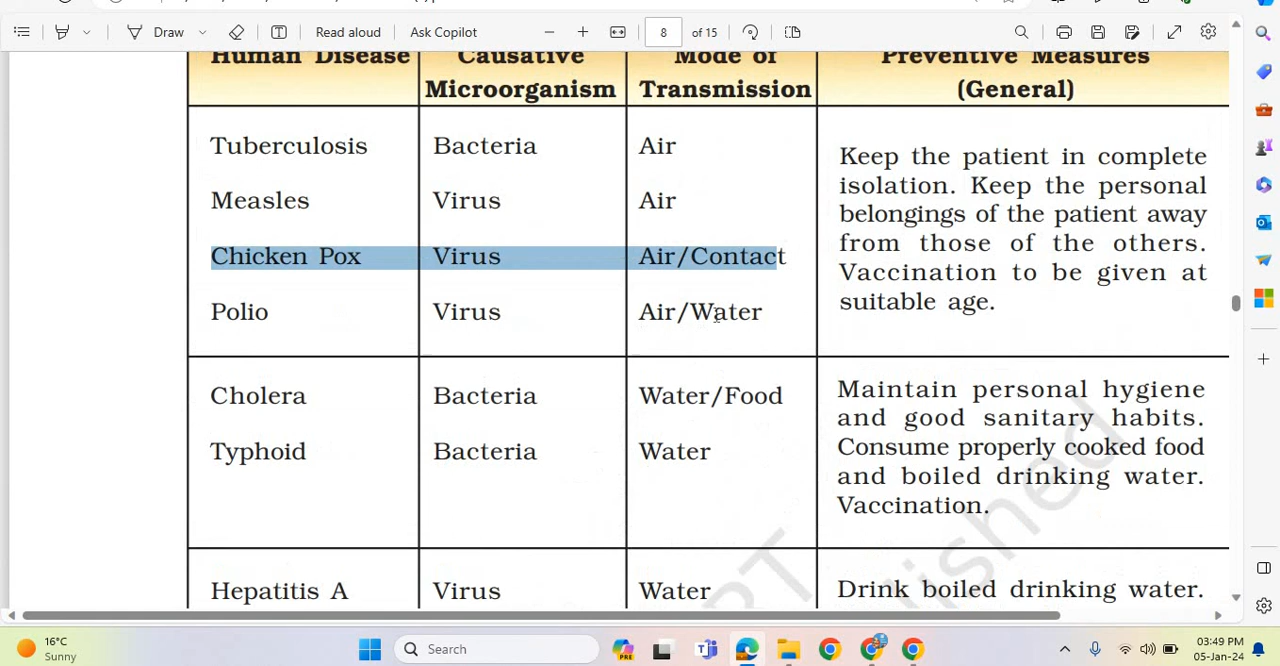 Draw
Read aloud
Ask Copilot
8
of 15
Human Disease
Causative
Microorganism
Mode of
Transmission
Preventive Measures
(General)
Tuberculosis
Bacteria
Air
Measles
Virus
Air
Chicken Pox
Virus
Air/Contact
Polio
Virus
Air/Water
Keep the patient in complete
isolation. Keep the personal
belongings of the patient away
from those of the others.
Vaccination to be given at
suitable age.
Cholera
Bacteria
Water/Food
Typhoid
Bacteria
Water
Maintain personal hygiene
and good sanitary habits.
Consume properly cooked food
and boiled drinking water.
Vaccination.
Hepatitis A
Virus
Water
Drink boiled drinking water.
16°C
Sunny
Search
PRE
03:49 PM
05-Jan-24